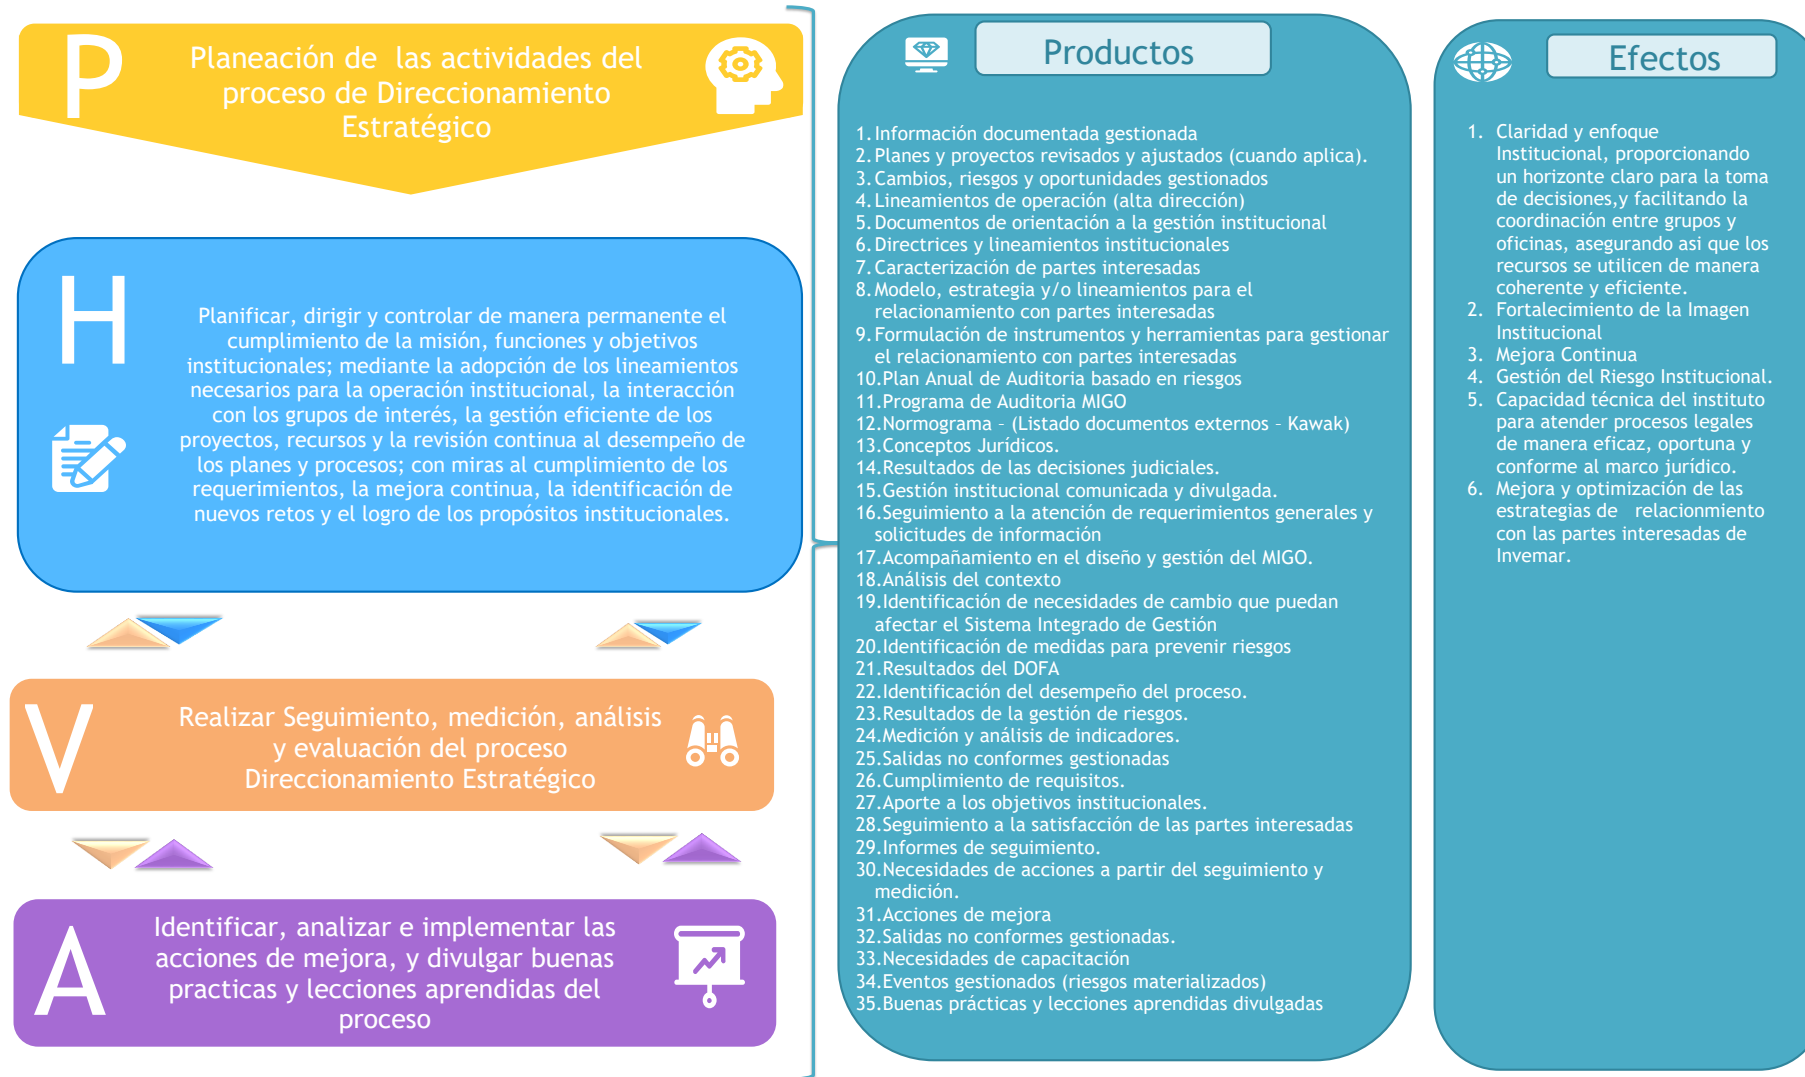 P
Planeación de las actividades del
proceso de Direccionamiento
Estratégico
H
Planificar, dirigir y controlar de manera permanente el
cumplimiento de la misión, funciones y objetivos
institucionales; mediante la adopción de los lineamientos
necesarios para la operación institucional, la interacción
con los grupos de interés, la gestión eficiente de los
proyectos, recursos y la revisión continua al desempeño de
los planes y procesos; con miras al cumplimiento de los
requerimientos, la mejora continua, la identificación de
nuevos retos y el logro de los propósitos institucionales.
V
Realizar Seguimiento, medición, análisis
y evaluación del proceso
Direccionamiento Estratégico
A
Identificar, analizar e implementar las
acciones de mejora, y divulgar buenas
practicas y lecciones aprendidas del
proceso
Productos
1. Información documentada gestionada
2. Planes y proyectos revisados y ajustados (cuando aplica).
3. Cambios, riesgos y oportunidades gestionados
4. Lineamientos de operación (alta dirección)
5. Documentos de orientación a la gestión institucional
6. Directrices y lineamientos institucionales
7. Caracterización de partes interesadas
8. Modelo, estrategia y/o lineamientos para el
relacionamiento con partes interesadas
9. Formulación de instrumentos y herramientas para gestionar
el relacionamiento con partes interesadas
10.Plan Anual de Auditoria basado en riesgos
11.Programa de Auditoria MIGO
12.Normograma – (Listado documentos externos – Kawak)
13.Conceptos Jurídicos.
14.Resultados de las decisiones judiciales.
15.Gestión institucional comunicada y divulgada.
16.Seguimiento a la atención de requerimientos generales y
solicitudes de información
17.Acompañamiento en el diseño y gestión del MIGO.
18.Análisis del contexto
19.Identificación de necesidades de cambio que puedan
afectar el Sistema Integrado de Gestión
20.Identificación de medidas para prevenir riesgos
21.Resultados del DOFA
22.Identificación del desempeño del proceso.
23.Resultados de la gestión de riesgos.
24.Medición y análisis de indicadores.
25.Salidas no conformes gestionadas
26.Cumplimiento de requisitos.
27.Aporte a los objetivos institucionales.
28.Seguimiento a la satisfacción de las partes interesadas
29.Informes de seguimiento.
30.Necesidades de acciones a partir del seguimiento y
medición.
31.Acciones de mejora
32.Salidas no conformes gestionadas.
33.Necesidades de capacitación
34.Eventos gestionados (riesgos materializados)
35.Buenas prácticas y lecciones aprendidas divulgadas
Efectos
1. Claridad y enfoque
Institucional, proporcionando
un horizonte claro para la toma
de decisiones,y facilitando la
coordinación entre grupos y
oficinas, asegurando asi que los
recursos se utilicen de manera
coherente y eficiente.
2. Fortalecimiento de la Imagen
Institucional
3. Mejora Continua
4. Gestión del Riesgo Institucional.
5. Capacidad técnica del instituto
para atender procesos legales
de manera eficaz, oportuna y
conforme al marco jurídico.
6. Mejora y optimización de las
estrategias de relacionmiento
con las partes interesadas de
Invemar.